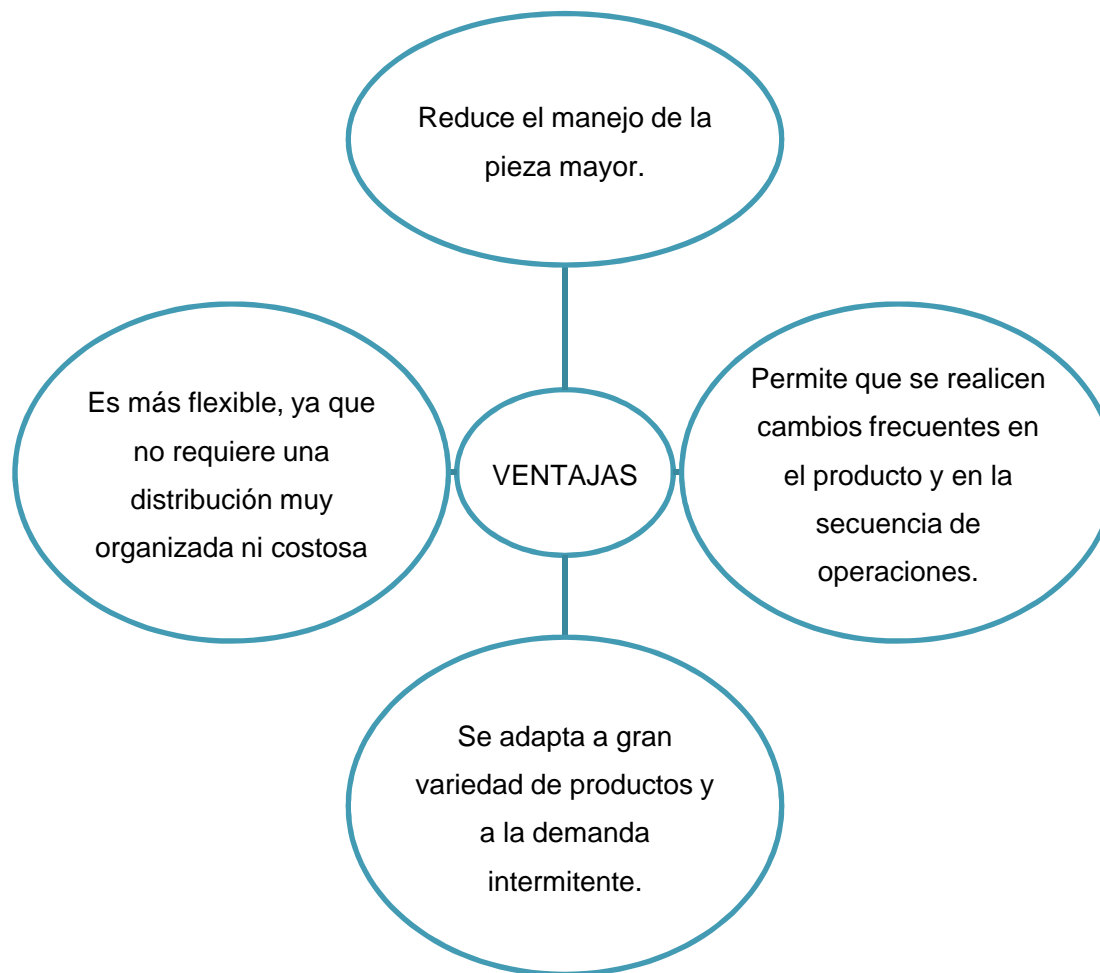 Reduce el manejo de la
pieza mayor.
Es más flexible, ya que
no requiere una
distribución muy
organizada ni costosa
VENTAJAS
Permite que se realicen
cambios frecuentes en
el producto y en la
secuencia de
operaciones.
Se adapta a gran
variedad de productos y
a la demanda
intermitente.